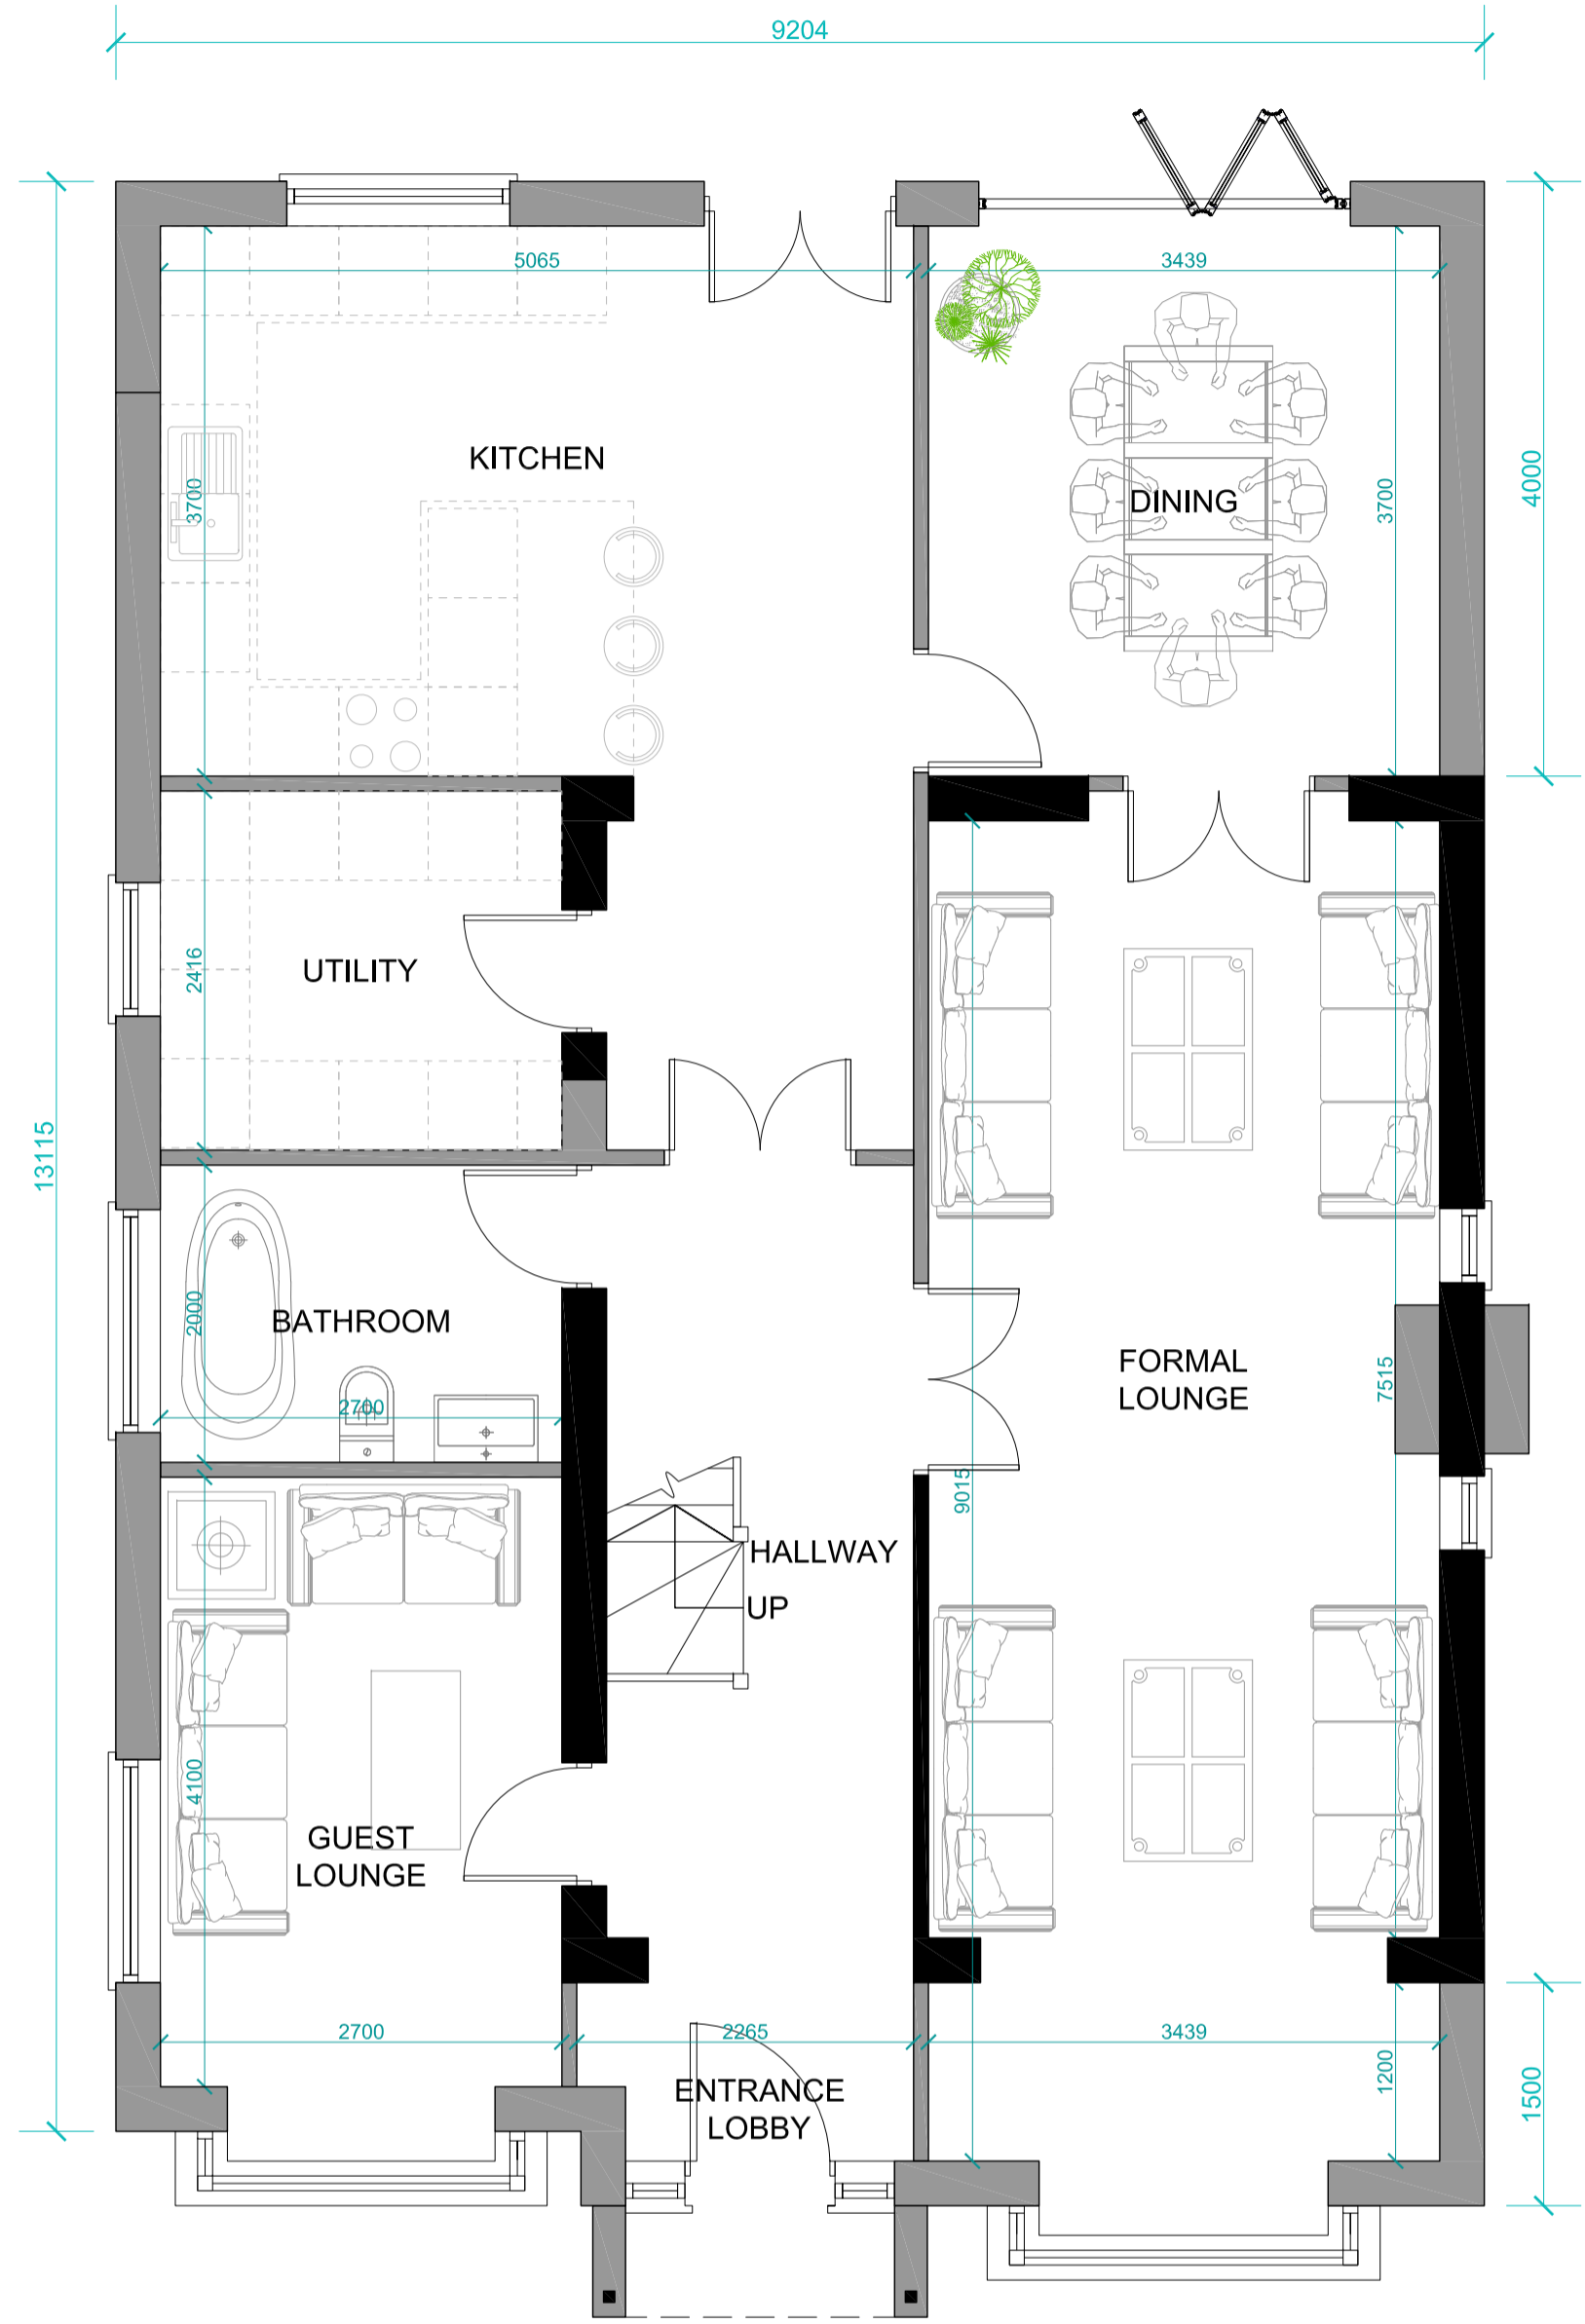 9204
5065
3439
KITCHEN
3700
DINING
3700
4000
2416
UTILITY
13115
2000
BATHROOM
2700
FORMAL
LOUNGE
7515
9015
HALLWAY
UP
4100
GUEST
LOUNGE
2700
2265
3439
1200
1500
ENTRANCE
LOBBY